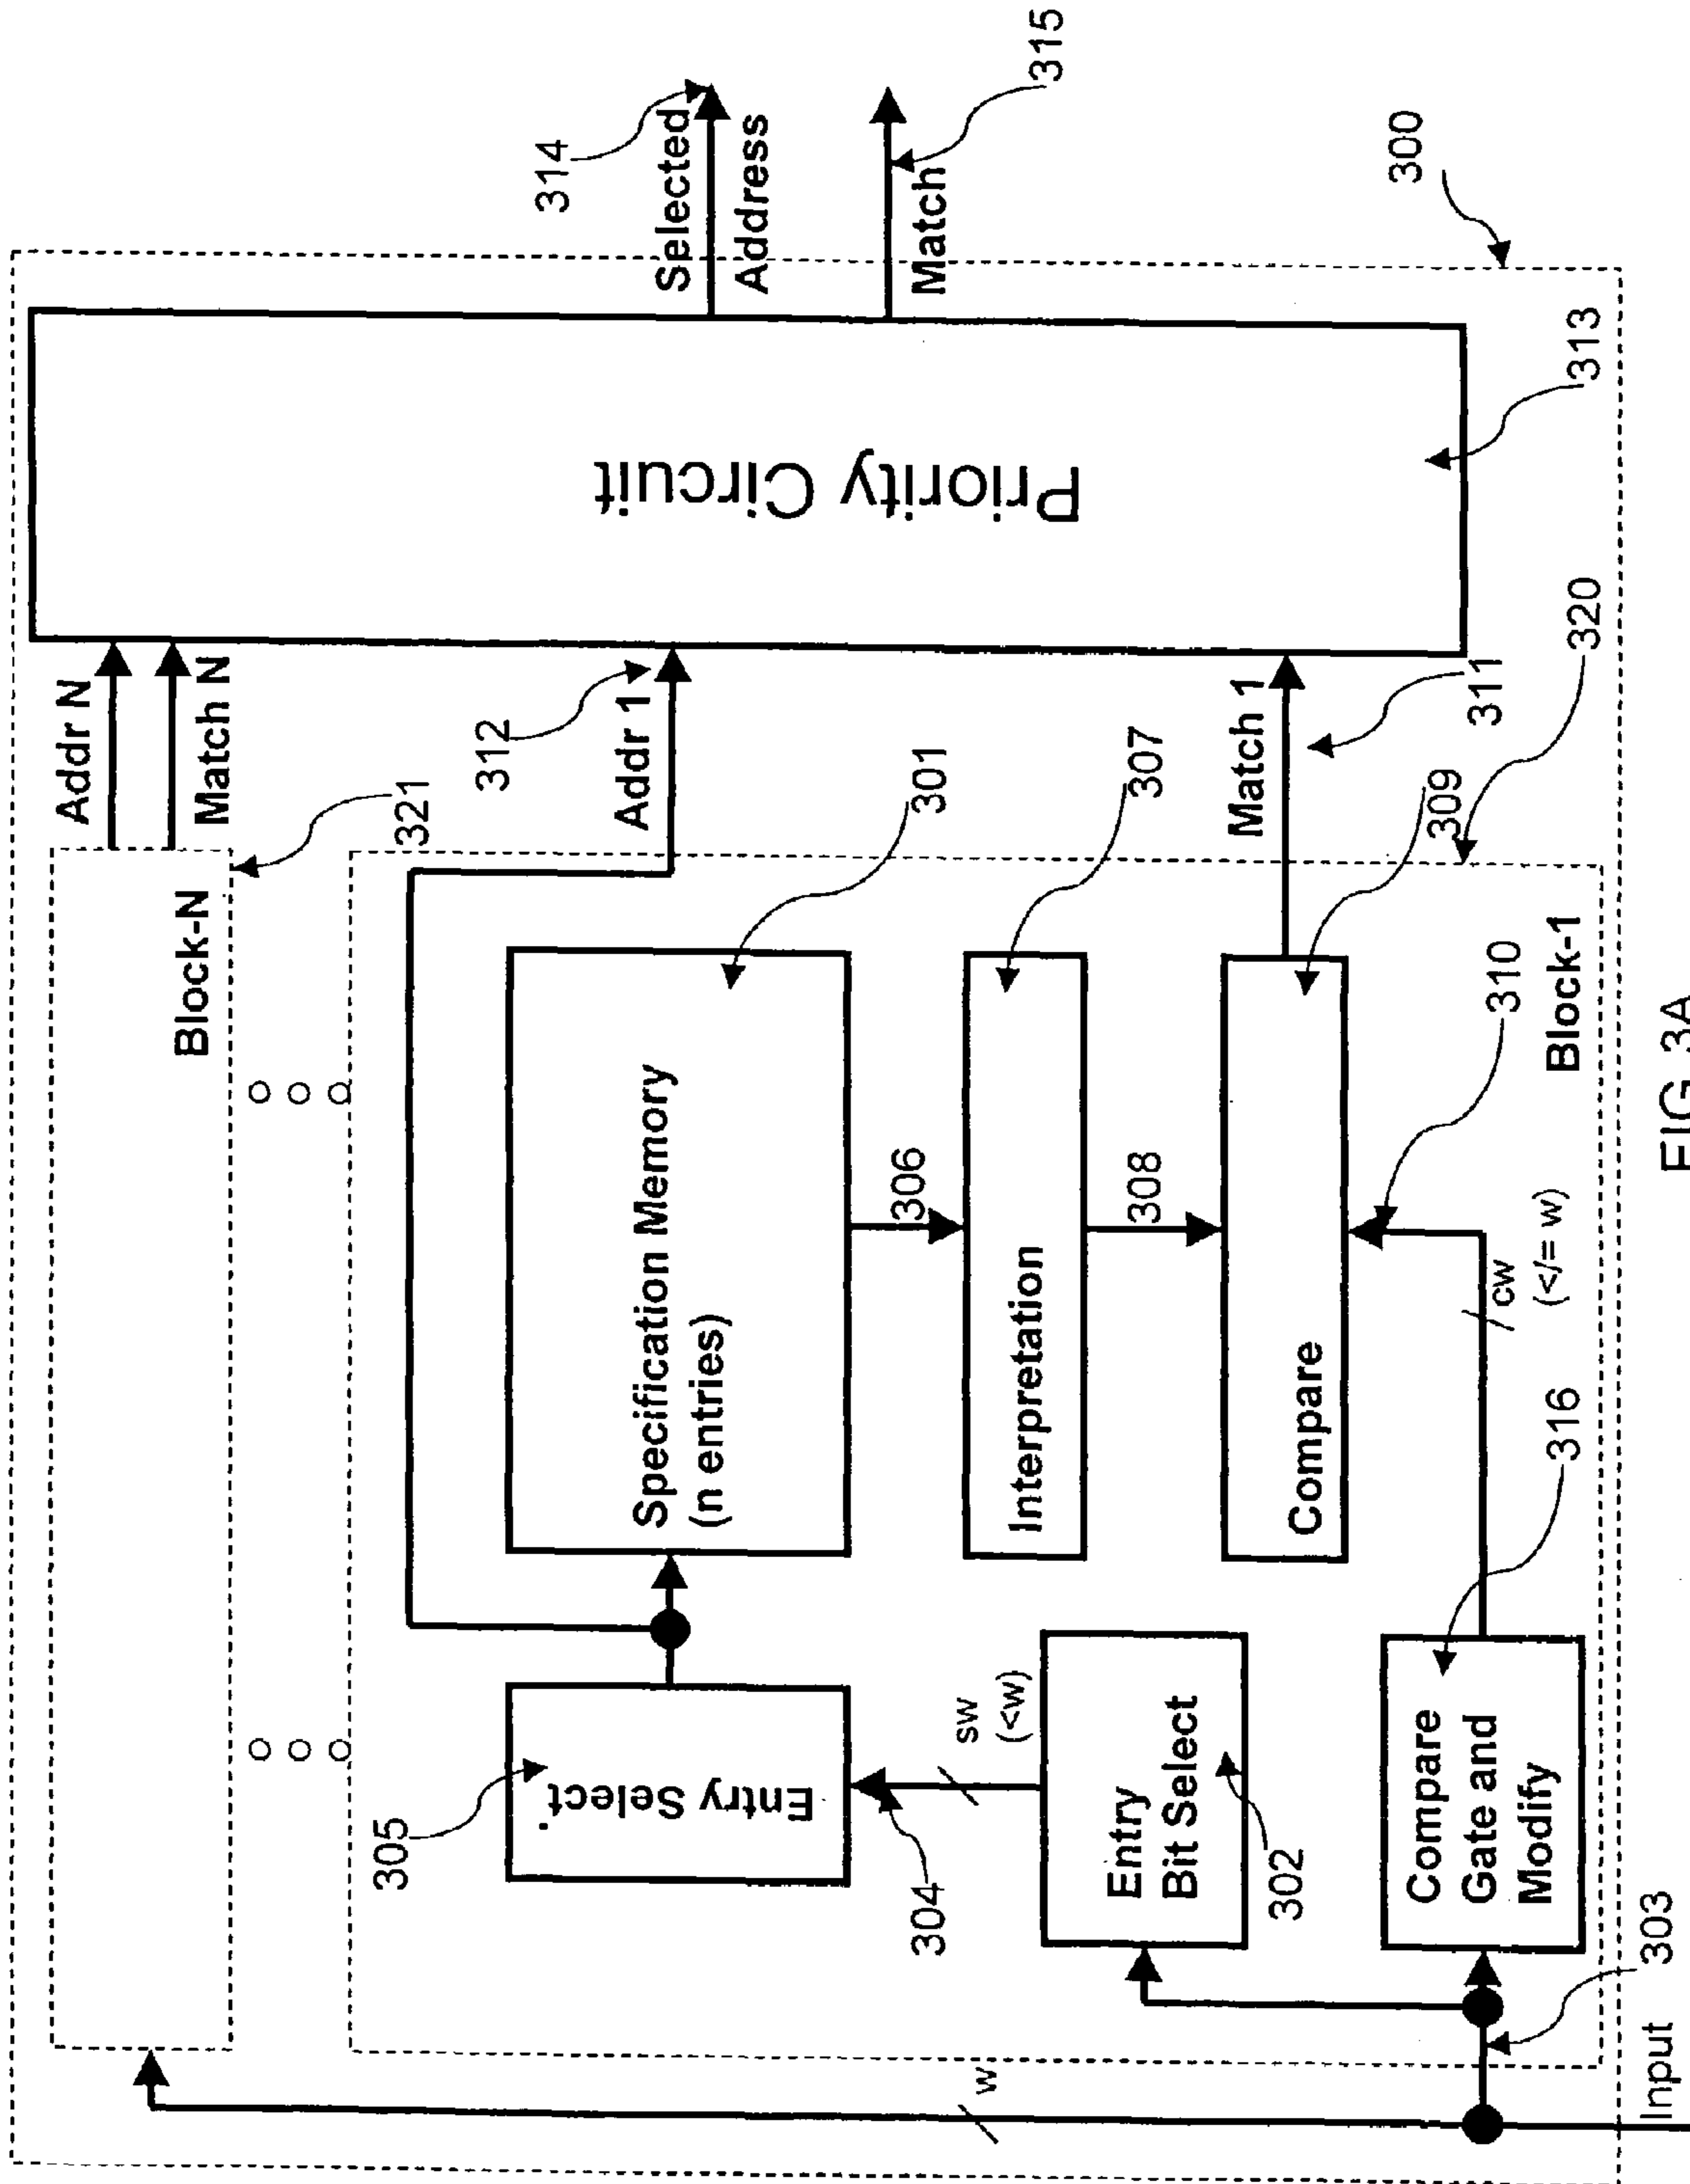 Addr N
Match N
Block-N
321
312
Addr 1
314
Selected
Address
Match
315
300
Priority Circuit
313
320
311
Match 1
309
307
301
Specification Memory
(n entries)
306
Interpretation
308
Compare
310
Block-1
cw
(</= w)
316
305
Entry Select
304
sw
(<w)
Entry
Bit Select
302
Compare
Gate and
Modify
303
Input
w
FIG. 3A